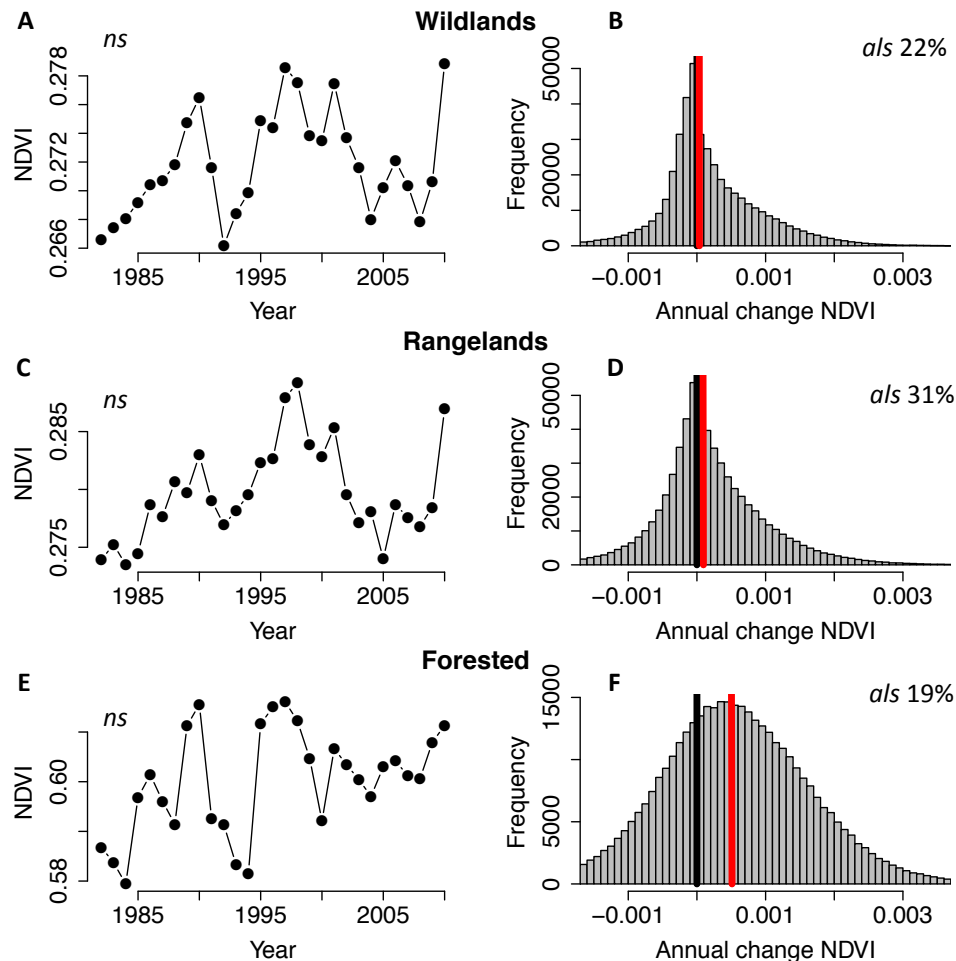 Wildlands
A
ns
0.278
0.272
0.266
NDVI
1985 1995 2005
Year
B
als 22%
50000
20000
0
Frequency
−0.001 0.001 0.003
Annual change NDVI
Rangelands
C
ns
0.285
0.275
NDVI
1985 1995 2005
Year
D
als 31%
50000
20000
0
Frequency
−0.001 0.001 0.003
Annual change NDVI
Forested
E
ns
0.60
0.58
NDVI
1985 1995 2005
Year
F
als 19%
15000
5000
0
Frequency
−0.001 0.001 0.003
Annual change NDVI